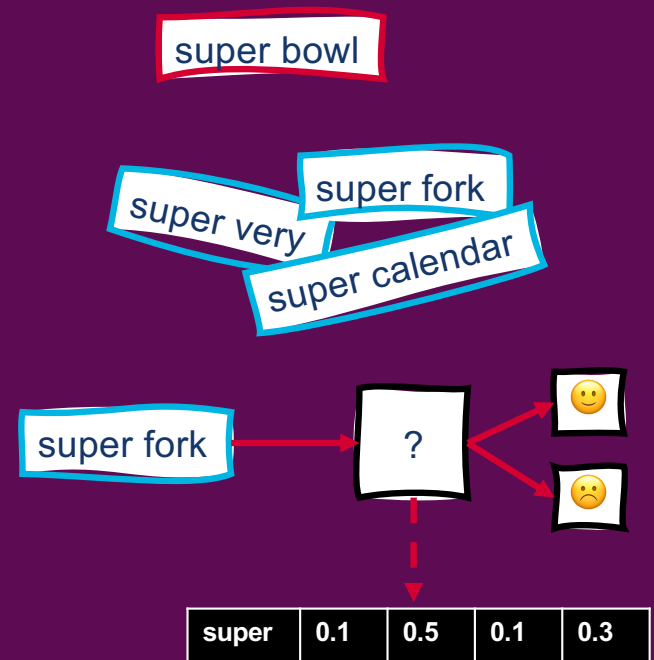 super bowl
super fork
super very
super calendar
super fork
?
super 0.1 0.5 0.1 0.3